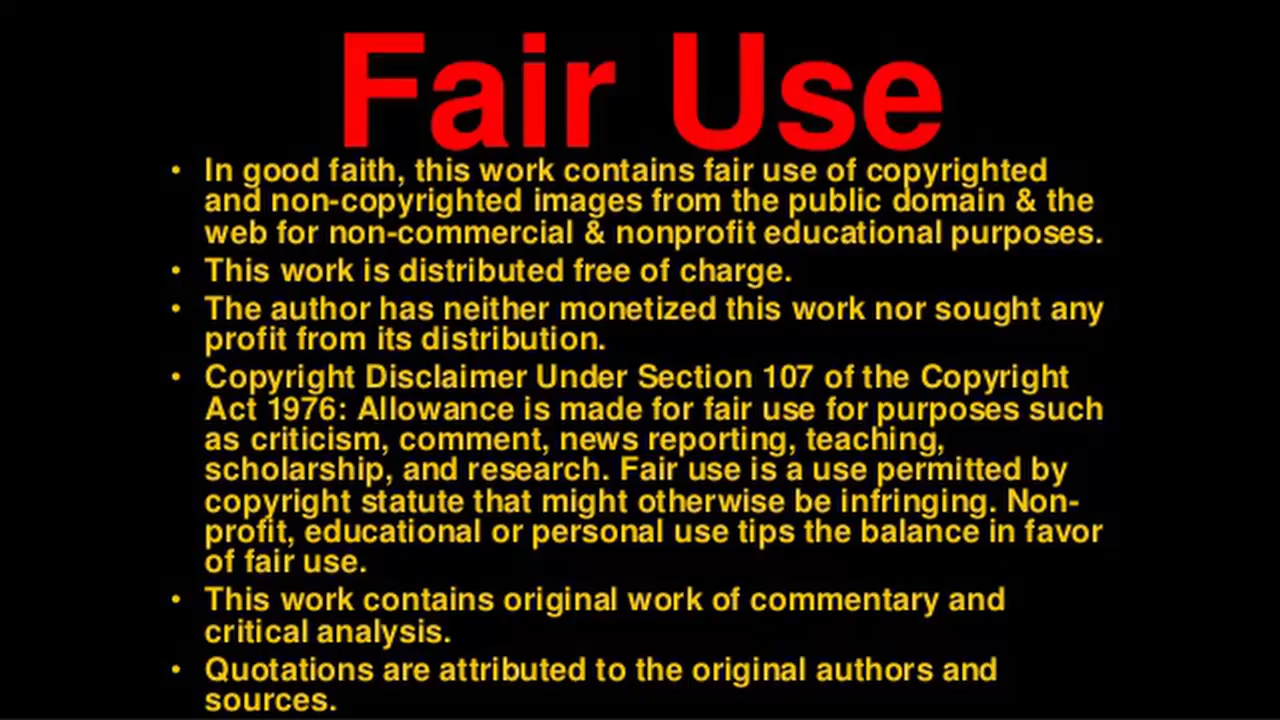 Fair Use
• In good faith, this work contains fair use of copyrighted
and non-copyrighted images from the public domain & the
web for non-commercial & nonprofit educational purposes.
• This work is distributed free of charge.
• The author has neither monetized this work nor sought any
profit from its distribution.
• Copyright Disclaimer Under Section 107 of the Copyright
Act 1976: Allowance is made for fair use for purposes such
as criticism, comment, news reporting, teaching,
scholarship, and research. Fair use is a use permitted by
copyright statute that might otherwise be infringing. Non-
profit, educational or personal use tips the balance in favor
of fair use.
• This work contains original work of commentary and
critical analysis.
• Quotations are attributed to the original authors and
sources.